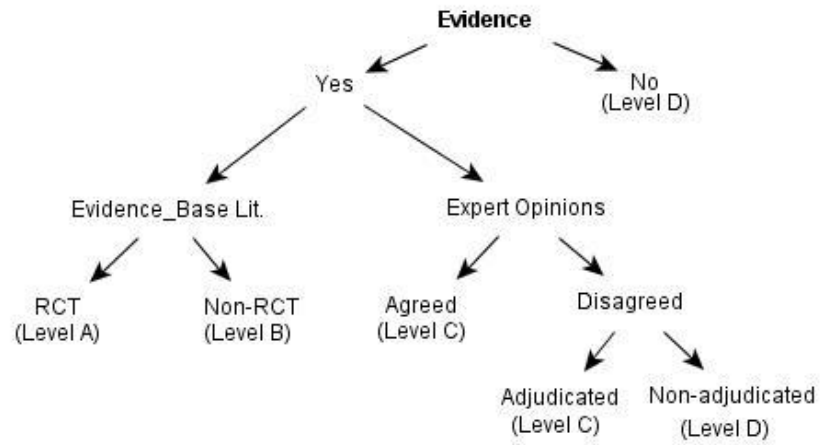 Evidence
Yes
No
(Level D)
Evidence_Base Lit.
Expert Opinions
RCT
(Level A)
Non-RCT
(Level B)
Agreed
(Level C)
Disagreed
Adjudicated
(Level C)
Non-adjudicated
(Level D)